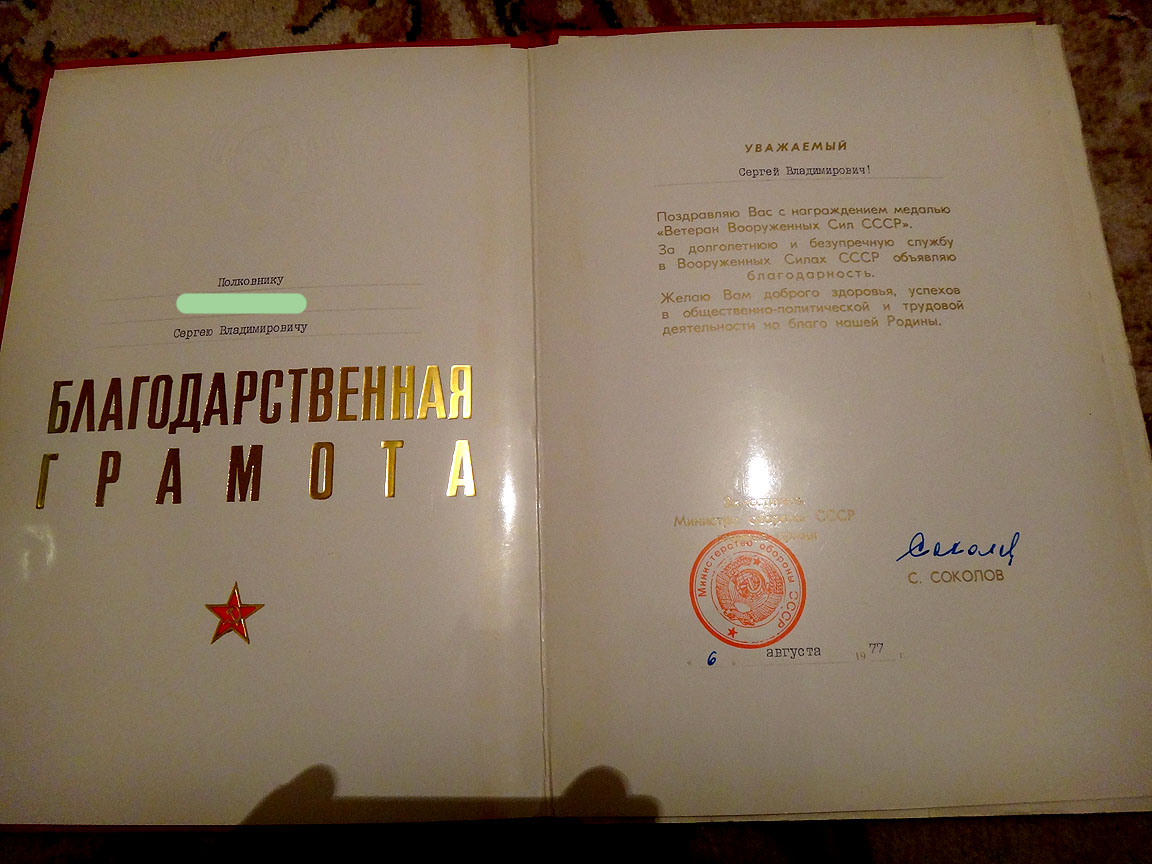 Полковнику
Сергею Владимировичу
БЛАГОДАРСТВЕННАЯ
ГРАМОТА
УВАЖАЕМЫЙ
Сергей Владимирович!
Поздравляю Вас с награждением медалью
«Ветеран Вооруженных Сил СССР».
За долголетнюю и безупречную службу
в Вооруженных Силах СССР объявляю
благодарность.
Желаю Вам доброго здоровья, успехов
в общественно-политической и трудовой
деятельности на благо нашей Родины.
Министра обороны СССР
Соколов
С. СОКОЛОВ
Министерство обороны СССР
« 6 » августа 1977 г.